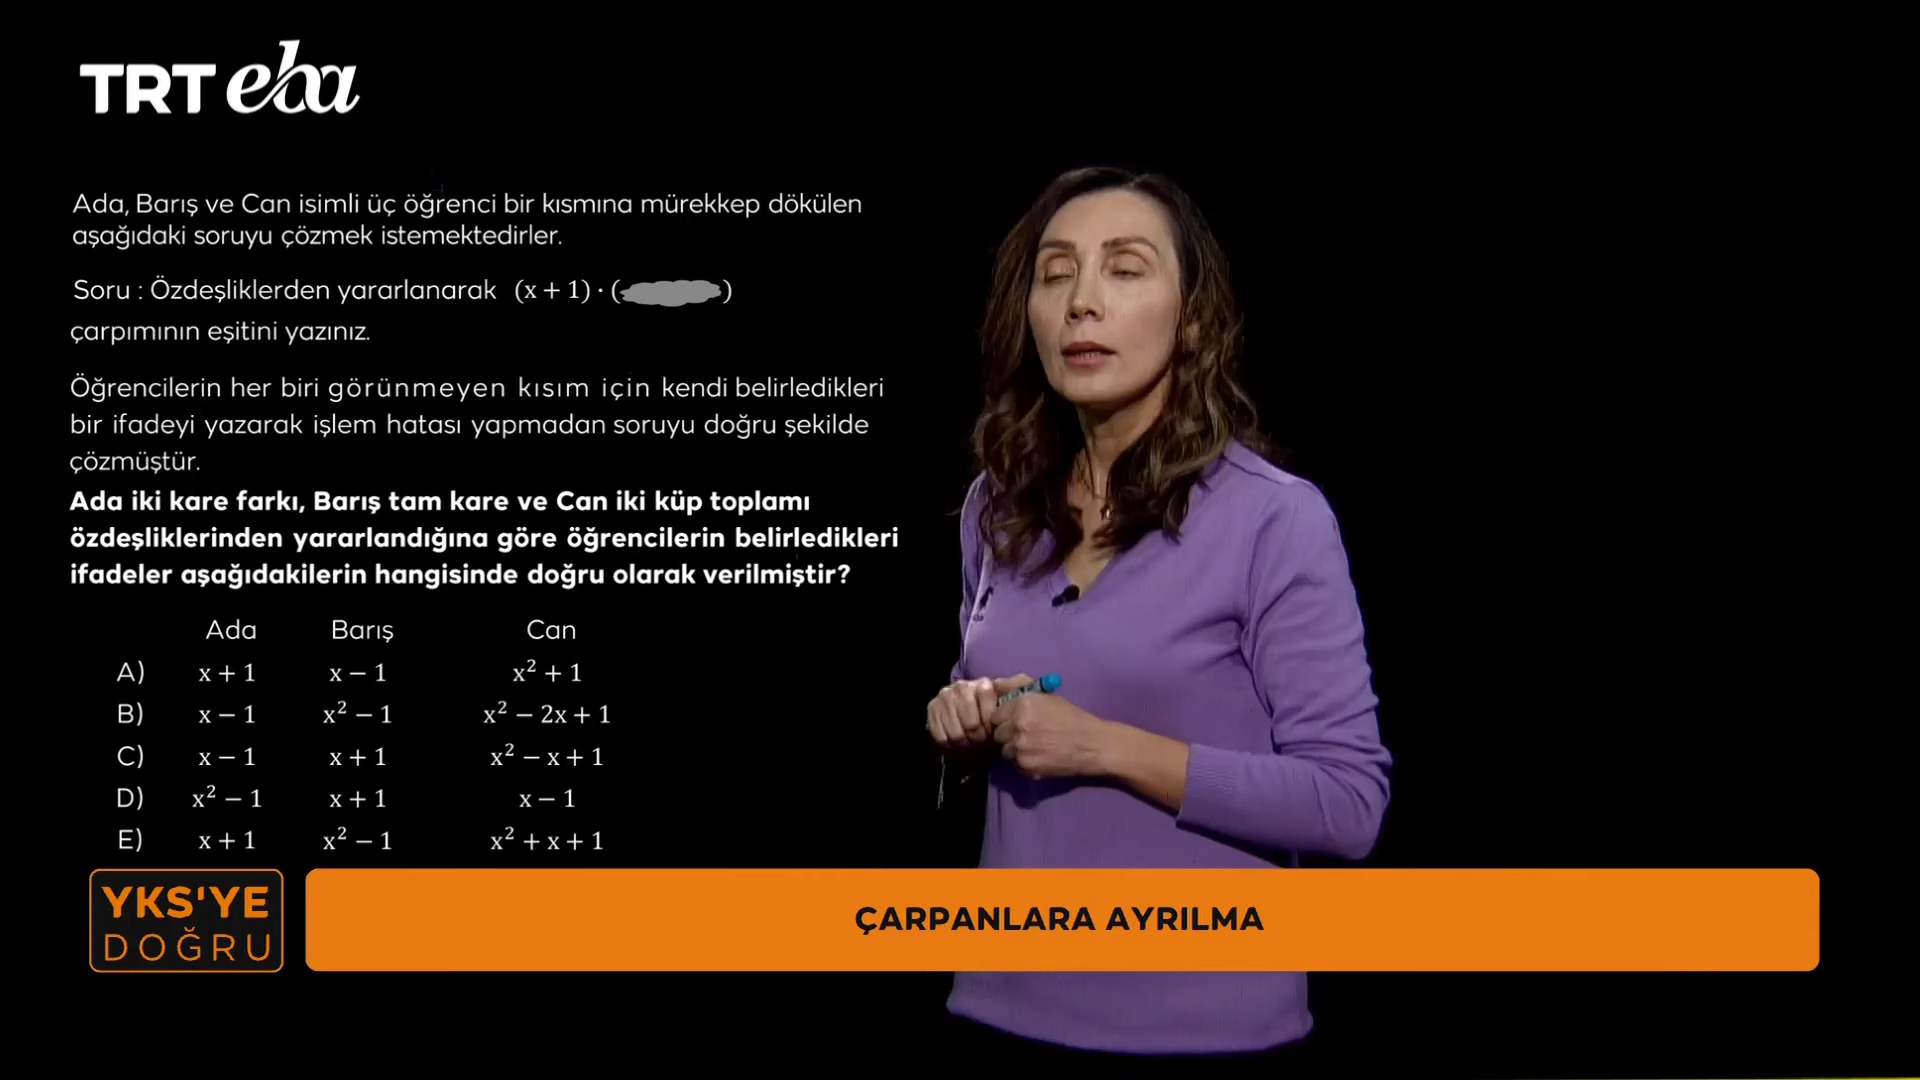 TRT eba
Ada, Barış ve Can isimli üç öğrenci bir kısmına mürekkep dökülen
aşağıdaki soruyu çözmek istemektedirler.
Soru : Özdeşliklerden yararlanarak (x + 1) · ( )
çarpımının eşitini yazınız.
Öğrencilerin her biri görünmeyen kısım için kendi belirledikleri
bir ifadeyi yazarak işlem hatası yapmadan soruyu doğru şekilde
çözmüştür.
Ada iki kare farkı, Barış tam kare ve Can iki küp toplamı
özdeşliklerinden yararlandığına göre öğrencilerin belirledikleri
ifadeler aşağıdakilerin hangisinde doğru olarak verilmiştir?
Ada Barış Can
A) x + 1 x − 1 x² + 1
B) x − 1 x² − 1 x² − 2x + 1
C) x − 1 x + 1 x² − x + 1
D) x² − 1 x + 1 x − 1
E) x + 1 x² − 1 x² + x + 1
YKS'YE
DOĞRU
ÇARPANLARA AYRILMA